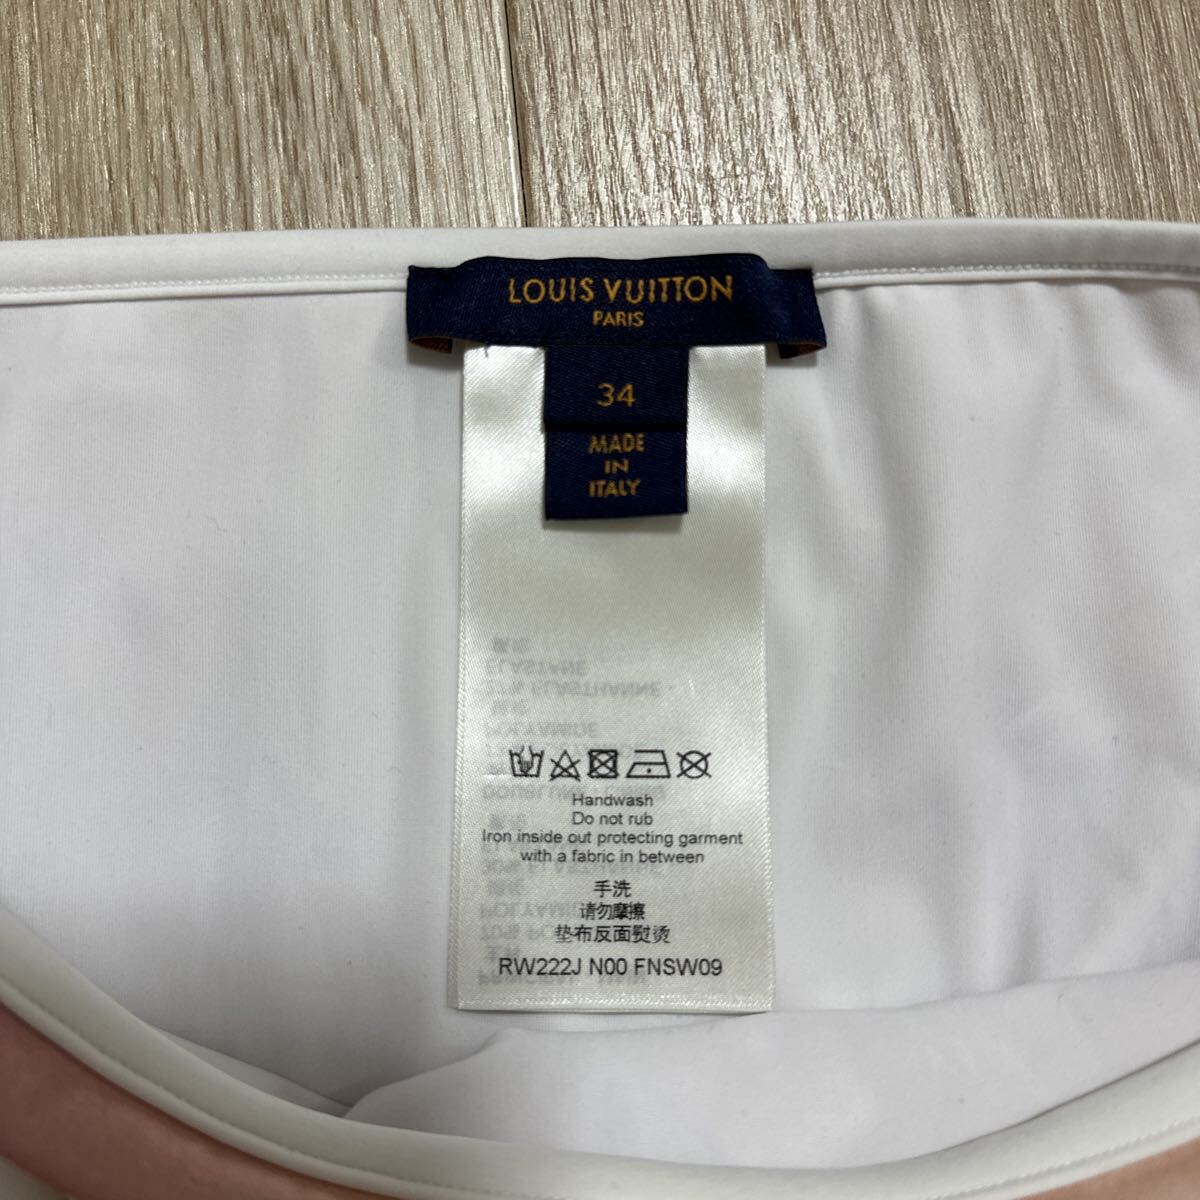 LOUIS VUITTON
PARIS
34
MADE
IN
ITALY
Handwash
Do not rub
Iron inside out protecting garment
with a fabric in between
手洗
请勿摩擦
垫布反面熨烫
RW222J N00 FNSW09